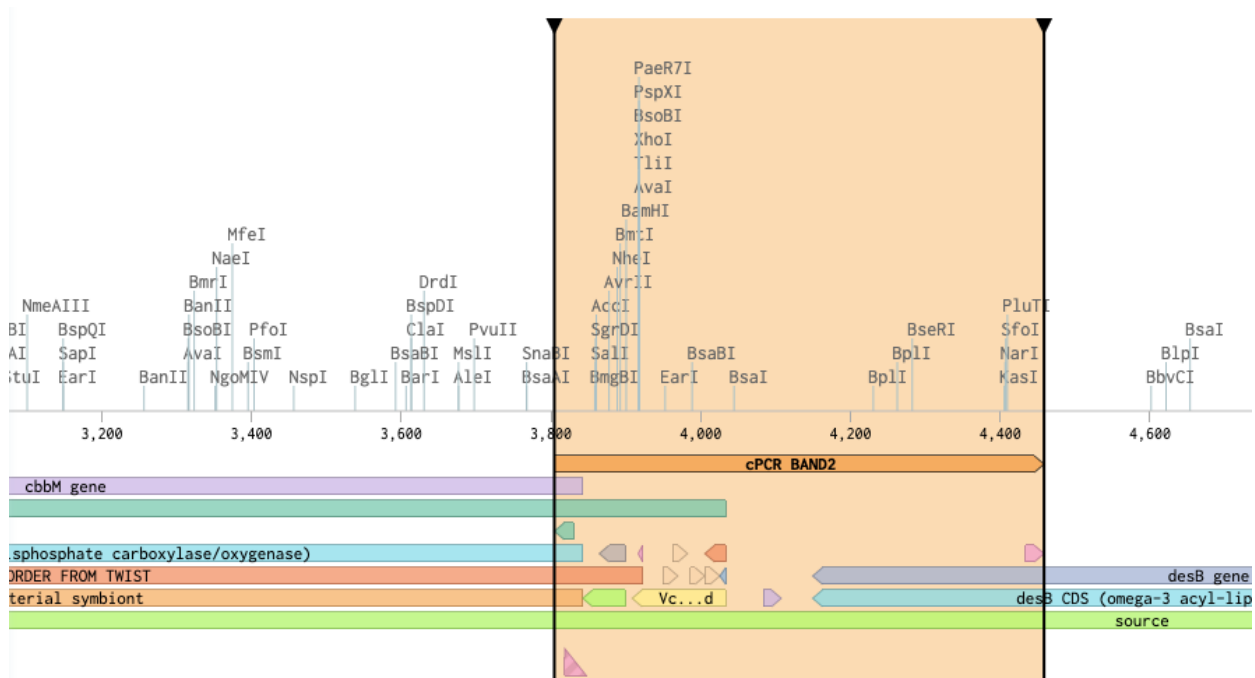 PaeR7I
PspXI
BsoBI
XhoI
TliI
AvaI
BamHI
MfeI BmtI
NaeI NheI
BmrI DrdI AvrII
NmeAIII BanII BspDI AccI PluTI
BI BspQI BsoBI PfoI ClaI PvuII SgrDI BseRI SfoI BsaI
AI SapI AvaI BsmI BsaBI MslI SnaBI SalI BsaBI BplI NarI BlpI
StuI EarI BanII NgoMIV NspI BglI BarI AleI BsaAI BmgBI EarI BsaI BplI KasI BbvCI
3,200 3,400 3,600 3,800 4,000 4,200 4,400 4,600
cPCR BAND2
cbbM gene
sphosphate carboxylase/oxygenase)
ORDER FROM TWIST desB gene
terial symbiont Vc...d desB CDS (omega-3 acyl-lip
source